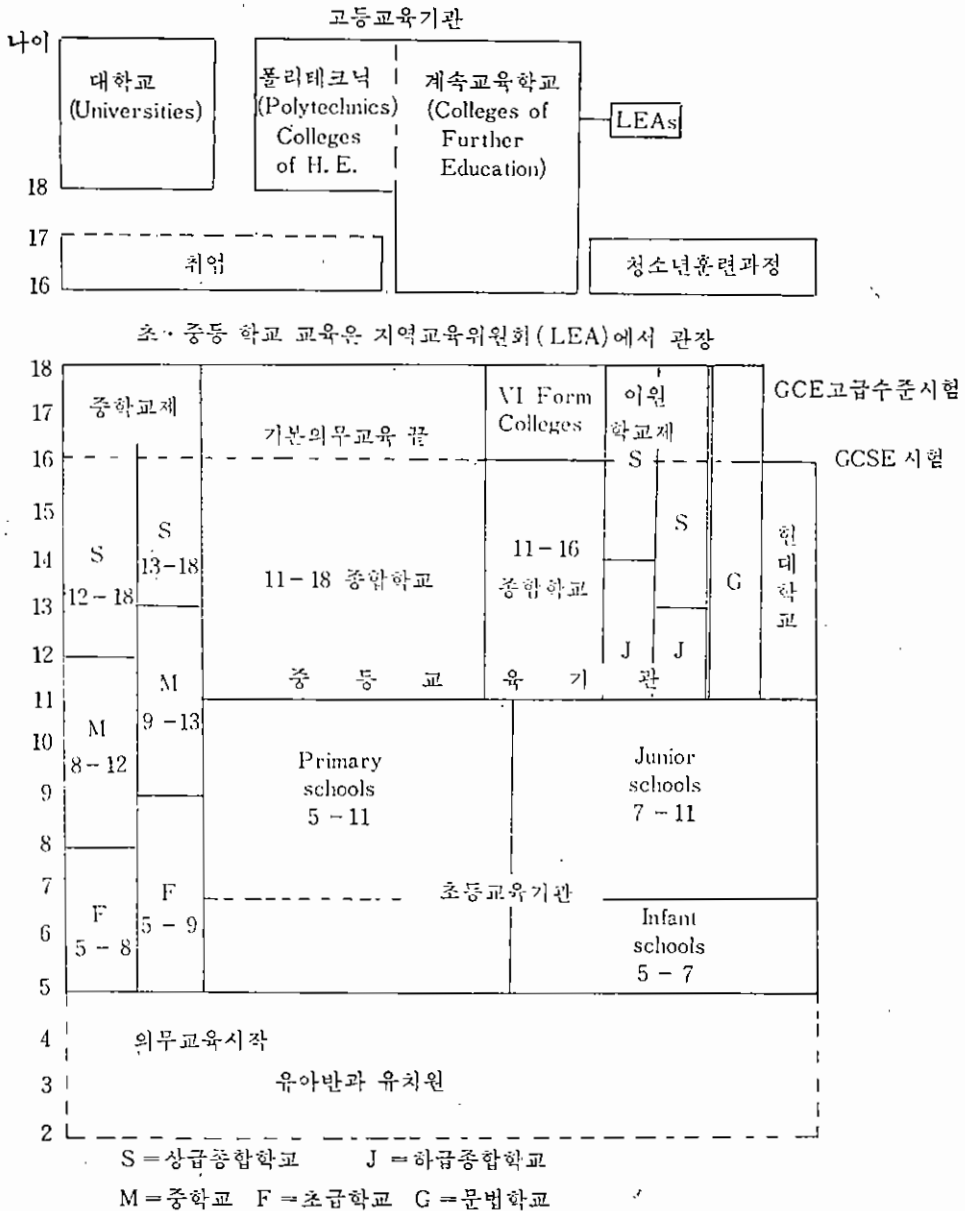 고등교육기관
나이
대학교
(Universities)
폴리테크닉
(Polytechnics)
Colleges
of H. E.
계속교육학교
(Colleges of
Further
Education)
LEAs
18
17
16
취업
청소년훈련과정
초·중등 학교 교육은 지역교육위원회(LEA)에서 관장
18
17
16
15
14
13
12
11
10
9
8
7
6
5
4
3
2
중학교제
기본의무교육 끝
VI Form
Colleges
이원
학교제
GCE고급수준시험
GCSE 시험
S
12-18
S
13-18
11-18 종합학교
11-16
종합학교
S
S
J
J
G
현대학교
중등교육기관
M
8-12
M
9-13
Primary
schools
5-11
Junior
schools
7-11
초등교육기관
F
5-8
F
5-9
Infant
schools
5-7
의무교육시작
유아반과 유치원
S=상급종합학교 J=하급종합학교
M=중학교 F=초급학교 G=문법학교